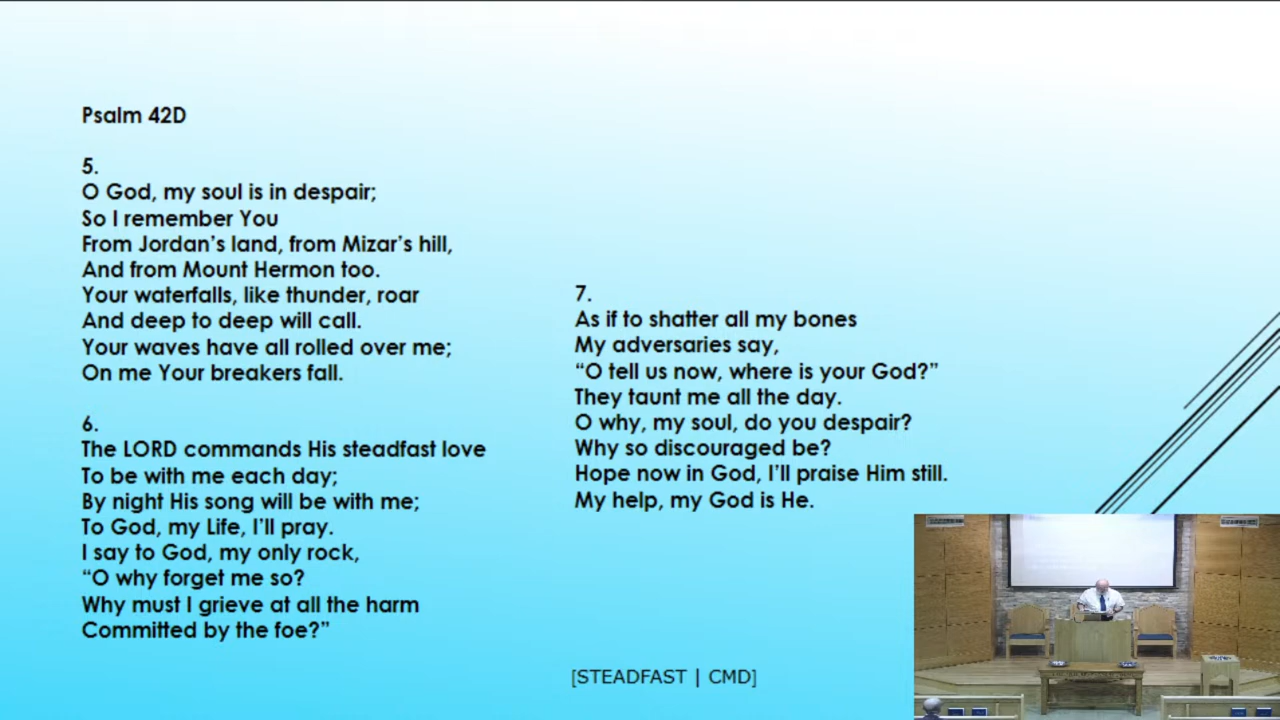 Psalm 42D
5.
O God, my soul is in despair;
So I remember You
From Jordan's land, from Mizar's hill,
And from Mount Hermon too.
Your waterfalls, like thunder, roar
And deep to deep will call.
Your waves have all rolled over me;
On me Your breakers fall.
6.
The LORD commands His steadfast love
To be with me each day;
By night His song will be with me;
To God, my Life, I'll pray.
I say to God, my only rock,
“O why forget me so?
Why must I grieve at all the harm
Committed by the foe?”
7.
As if to shatter all my bones
My adversaries say,
“O tell us now, where is your God?”
They taunt me all the day.
O why, my soul, do you despair?
Why so discouraged be?
Hope now in God, I'll praise Him still.
My help, my God is He.
[STEADFAST | CMD]